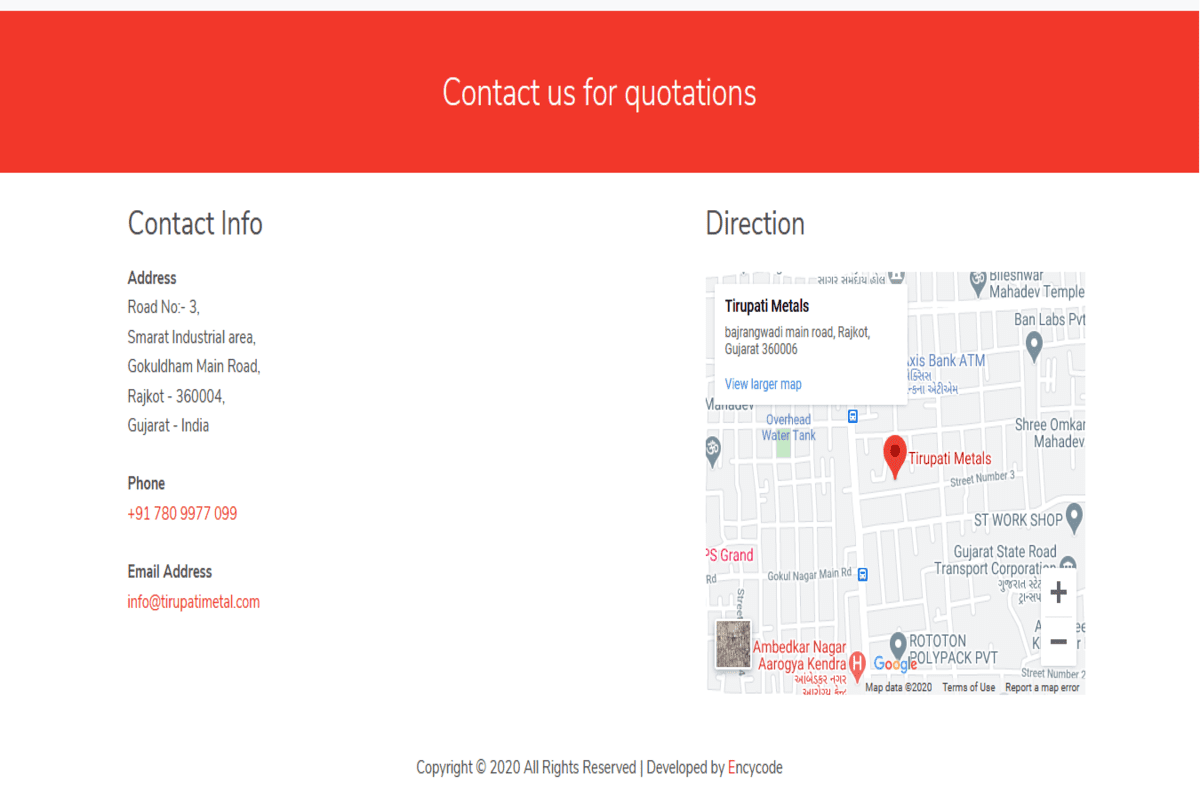 Contact us for quotations
Contact Info
Address
Road No:- 3,
Smarat Industrial area,
Gokuldham Main Road,
Rajkot - 360004,
Gujarat - India
Phone
+91 780 9977 099
Email Address
info@tirupatimetal.com
Direction
Bileshwar
Mahadev Temple
Tirupati Metals
bajrangwadi main road, Rajkot,
Gujarat 360006
View larger map
Ban Labs Pvt
Axis Bank ATM
Mahadev
Overhead
Water Tank
Shree Omkar
Mahadev
Tirupati Metals
Street Number 3
ST WORK SHOP
PS Grand
Gujarat State Road
Transport Corporation
ગુજરાત સ્ટેટ
Rd
Gokul Nagar Main Rd
Ambedkar Nagar
Aarogya Kendra
આંબેડકર નગર
ROTOTON
POLYPACK PVT
Google
Street Number 2
Map data ©2020 Terms of Use Report a map error
Copyright © 2020 All Rights Reserved | Developed by Encycode